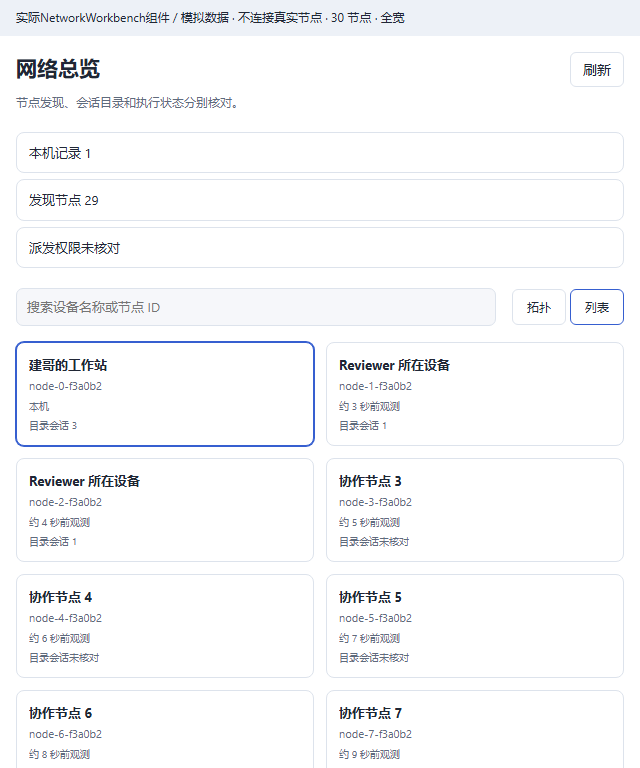 实际NetworkWorkbench组件 / 模拟数据 · 不连接真实节点 · 30 节点 · 全宽
网络总览
刷新
节点发现、会话目录和执行状态分别核对。
本机记录 1
发现节点 29
派发权限未核对
搜索设备名称或节点 ID
拓扑
列表
建哥的工作站
node-0-f3a0b2
本机
目录会话 3
Reviewer 所在设备
node-1-f3a0b2
约 3 秒前观测
目录会话 1
Reviewer 所在设备
node-2-f3a0b2
约 4 秒前观测
目录会话 1
协作节点 3
node-3-f3a0b2
约 5 秒前观测
目录会话未核对
协作节点 4
node-4-f3a0b2
约 6 秒前观测
目录会话未核对
协作节点 5
node-5-f3a0b2
约 7 秒前观测
目录会话未核对
协作节点 6
node-6-f3a0b2
约 8 秒前观测
协作节点 7
node-7-f3a0b2
约 9 秒前观测